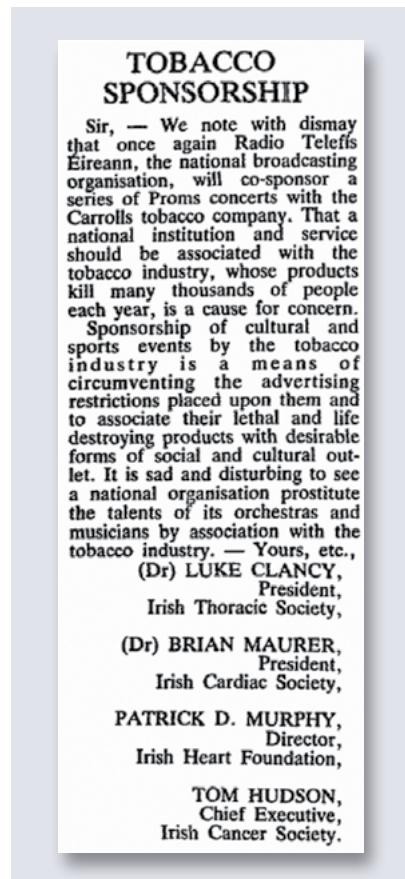 TOBACCO
SPONSORSHIP
Sir, — We note with dismay
that once again Radio Telefís
Éireann, the national broadcasting
organisation, will co-sponsor a
series of Proms concerts with the
Carrolls tobacco company. That a
national institution and service
should be associated with the
tobacco industry, whose products
kill many thousands of people
each year, is a cause for concern.
Sponsorship of cultural and
sports events by the tobacco
industry is a means of
circumventing the advertising
restrictions placed upon them and
to associate their lethal and life
destroying products with desirable
forms of social and cultural out-
let. It is sad and disturbing to see
a national organisation prostitute
the talents of its orchestras and
musicians by association with the
tobacco industry. — Yours, etc.,
(Dr) LUKE CLANCY,
President,
Irish Thoracic Society,
(Dr) BRIAN MAURER,
President,
Irish Cardiac Society,
PATRICK D. MURPHY,
Director,
Irish Heart Foundation,
TOM HUDSON,
Chief Executive,
Irish Cancer Society.